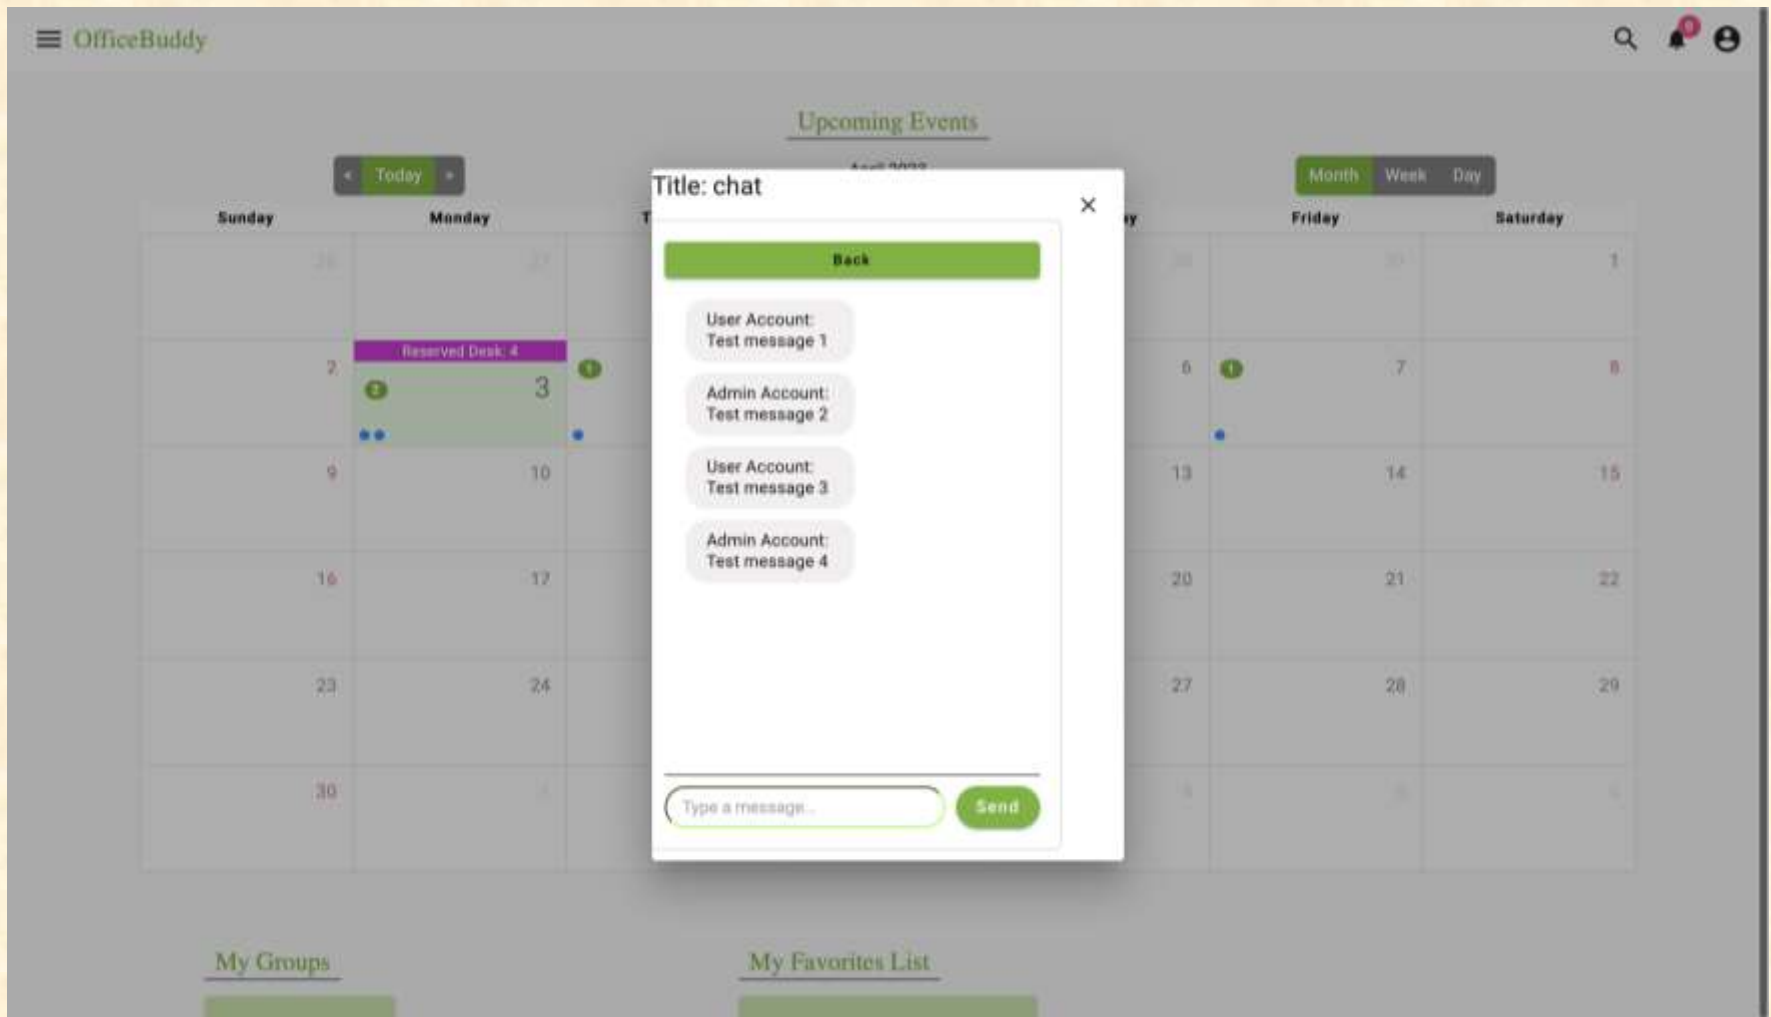 OfficeBuddy
Upcoming Events
< Today »
Month Week Day
Title: chat
Sunday Monday Friday Saturday
1
Back
User Account:
Test message 1
Reserved Desk: 4
2 3 6 7 8
Admin Account:
Test message 2
User Account:
Test message 3
9 10 13 14 15
Admin Account:
Test message 4
16 17 20 21 22
23 24 27 28 29
30
Type a message...
Send
My Groups
My Favorites List